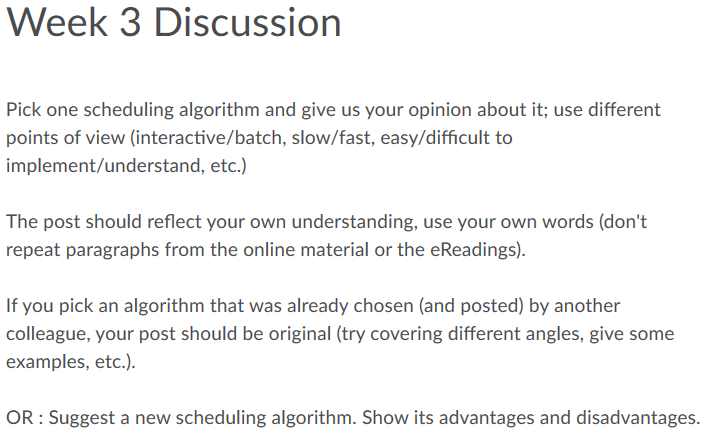 Week 3 Discussion
Pick one scheduling algorithm and give us your opinion about it; use different
points of view (interactive/batch, slow/fast, easy/difficult to
implement/understand, etc.)
The post should reflect your own understanding, use your own words (don't
repeat paragraphs from the online material or the eReadings).
If you pick an algorithm that was already chosen (and posted) by another
colleague, your post should be original (try covering different angles, give some
examples, etc.).
OR : Suggest a new scheduling algorithm. Show its advantages and disadvantages.